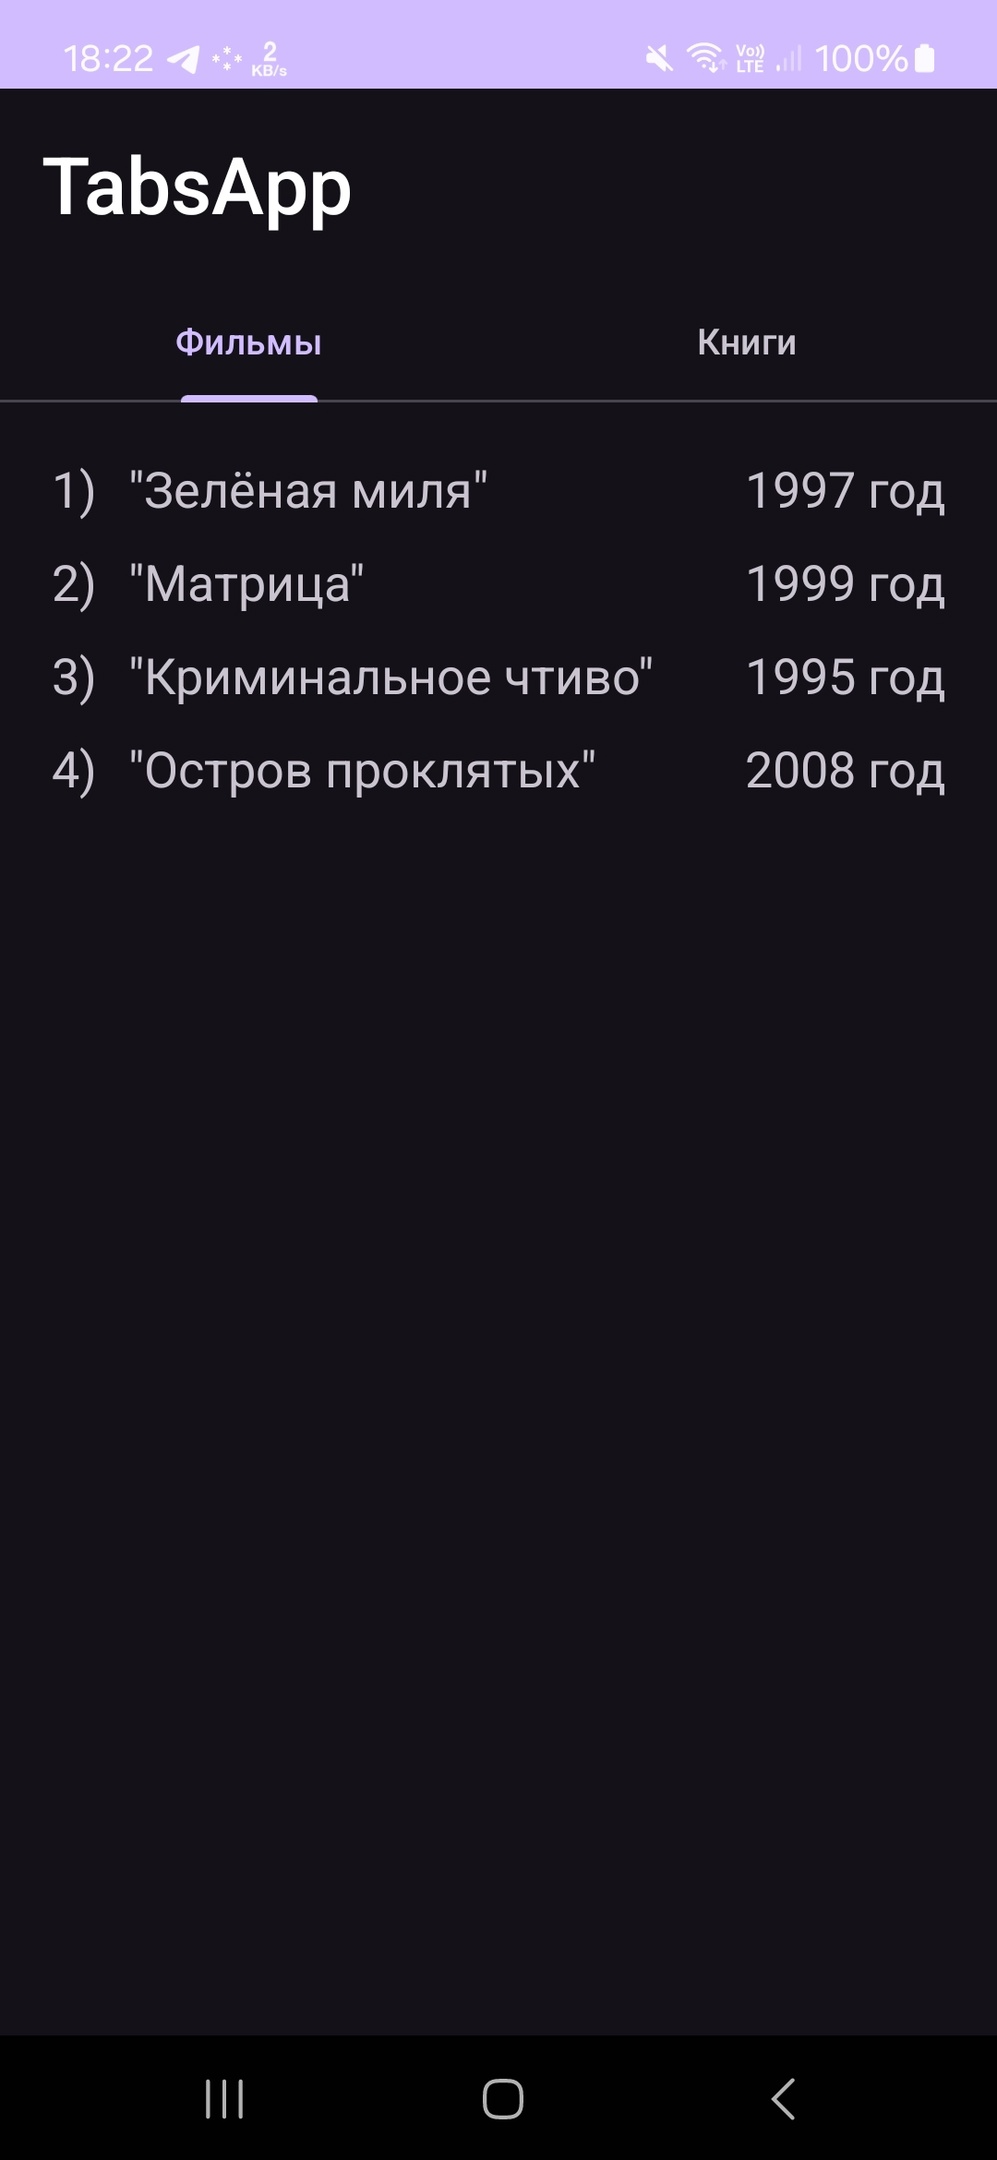 18:22 2 KB/s Vo)) LTE 100%
TabsApp
Фильмы Книги
1) "Зелёная миля" 1997 год
2) "Матрица" 1999 год
3) "Криминальное чтиво" 1995 год
4) "Остров проклятых" 2008 год